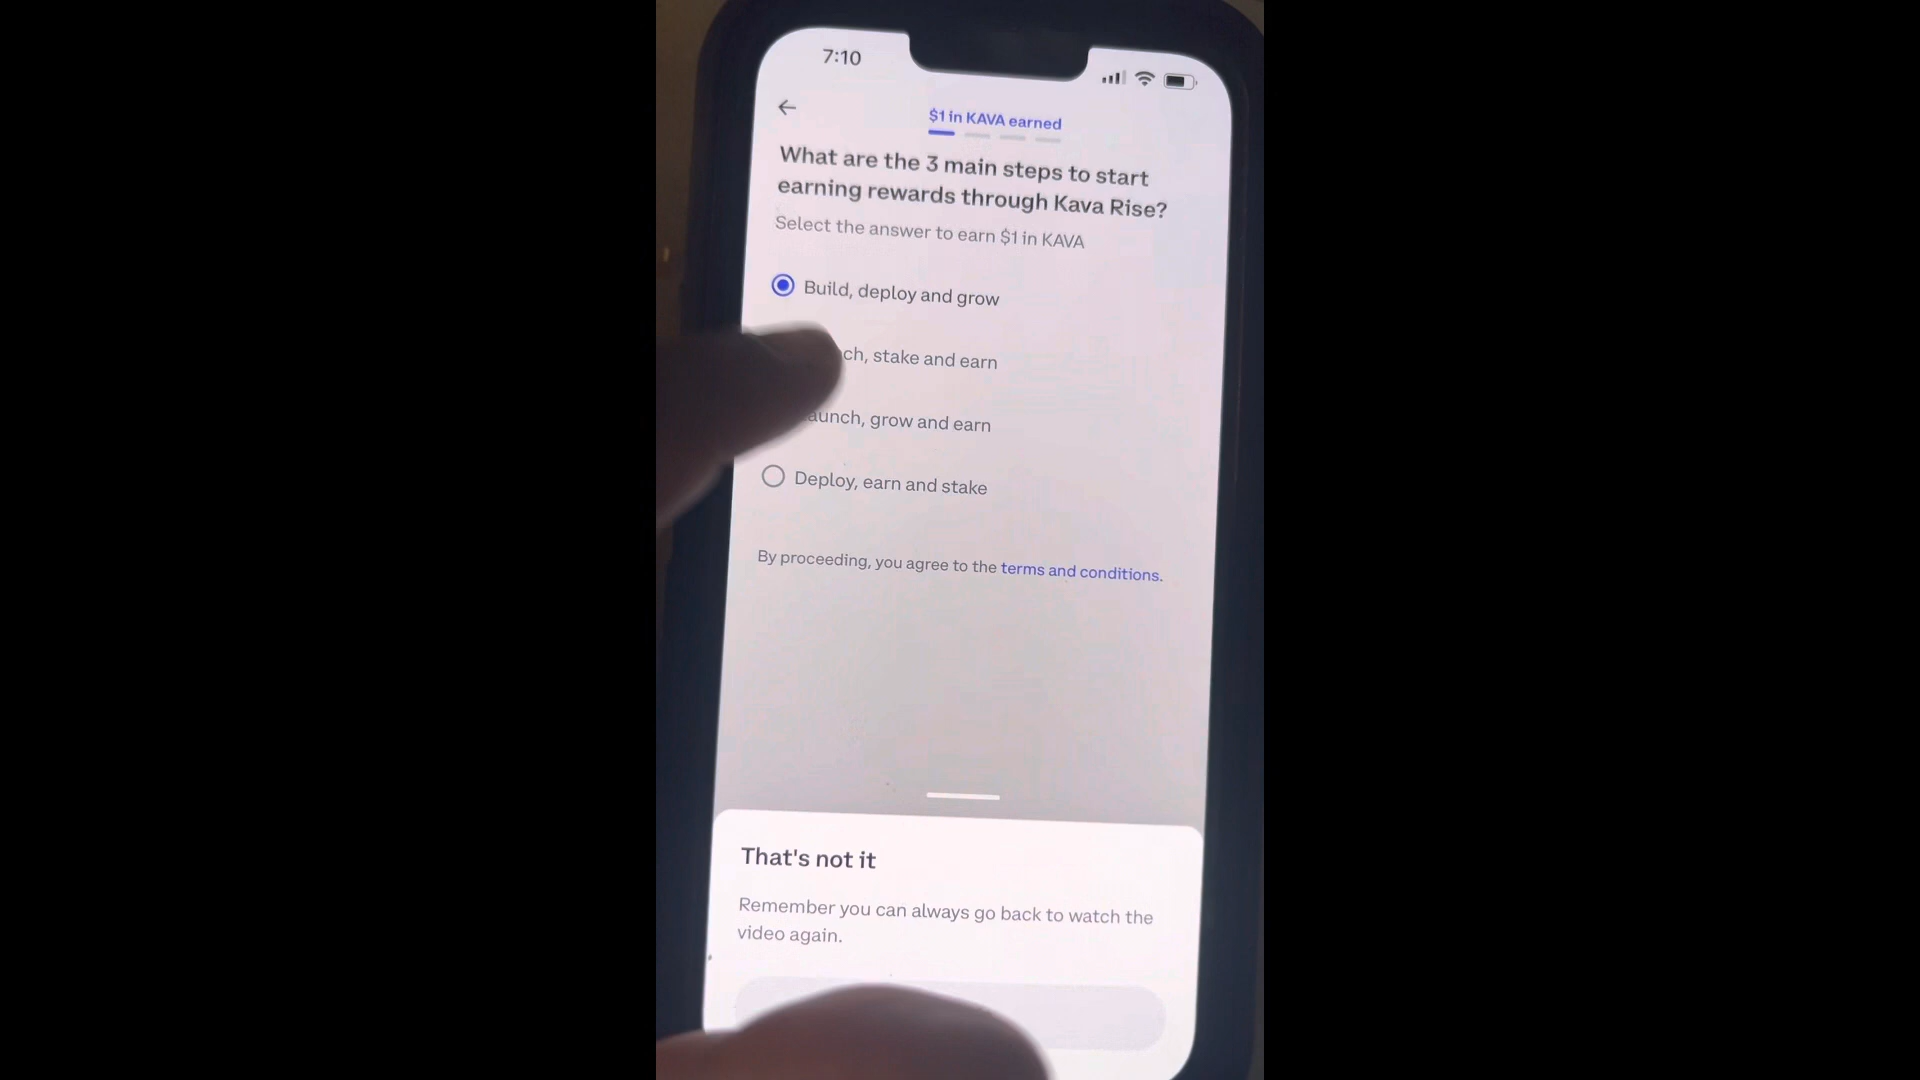 7:10
$1 in KAVA earned
What are the 3 main steps to start
earning rewards through Kava Rise?
Select the answer to earn $1 in KAVA
Build, deploy and grow
ch, stake and earn
aunch, grow and earn
Deploy, earn and stake
By proceeding, you agree to the terms and conditions.
That's not it
Remember you can always go back to watch the
video again.